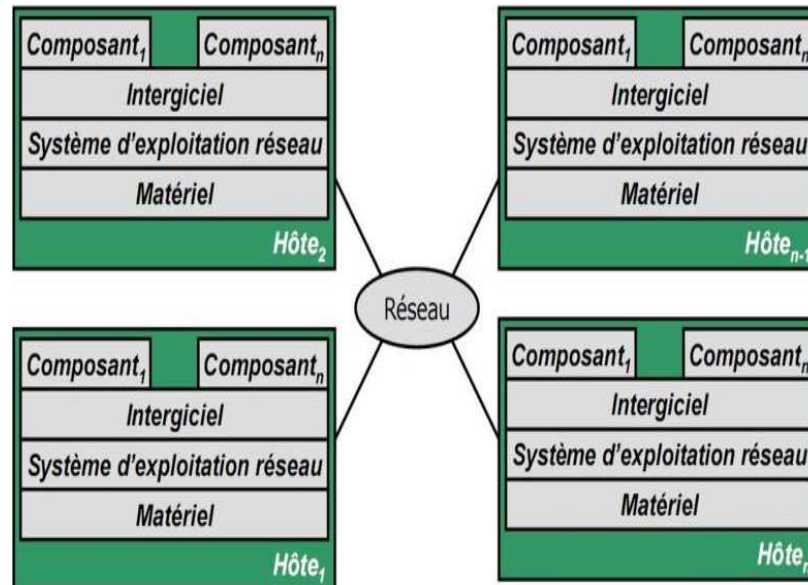 Composant1 Composantn
Intergiciel
Système d'exploitation réseau
Matériel
Hôte2
Composant1 Composantn
Intergiciel
Système d'exploitation réseau
Matériel
Hôten-1
Réseau
Composant1 Composantn
Intergiciel
Système d'exploitation réseau
Matériel
Hôte1
Composant1 Composantn
Intergiciel
Système d'exploitation réseau
Matériel
Hôten